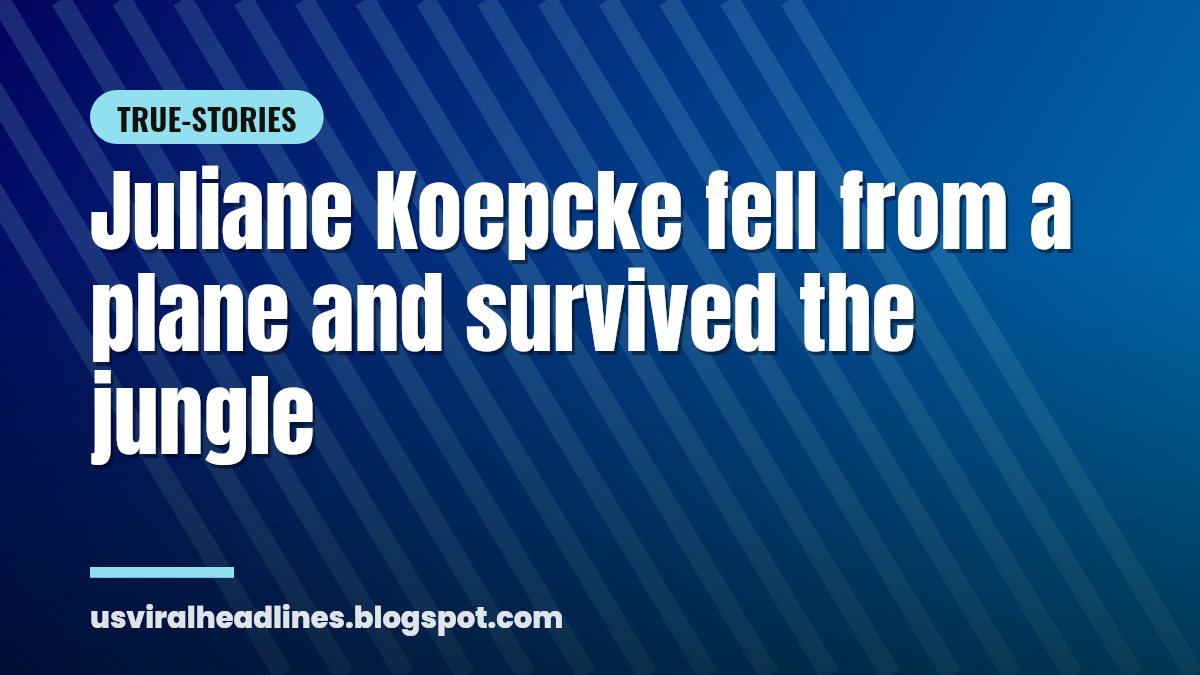 TRUE-STORIES
Juliane Koepcke fell from a
plane and survived the
jungle
usviralheadlines.blogspot.com